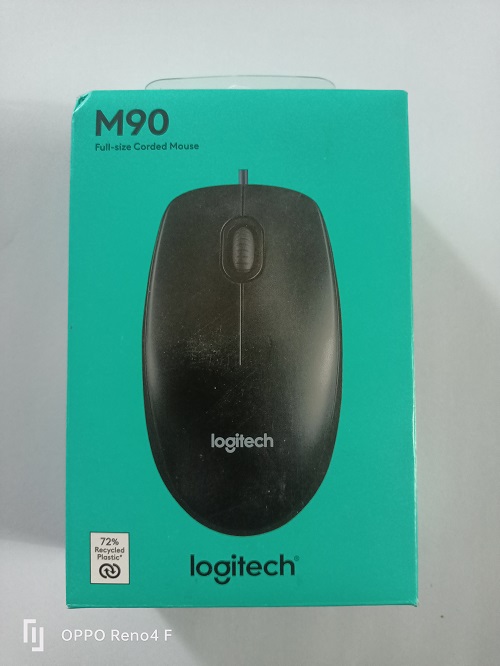 M90
Full-size Corded Mouse
logitech
72%
Recycled
Plastic*
logitech®
OPPO Reno4 F